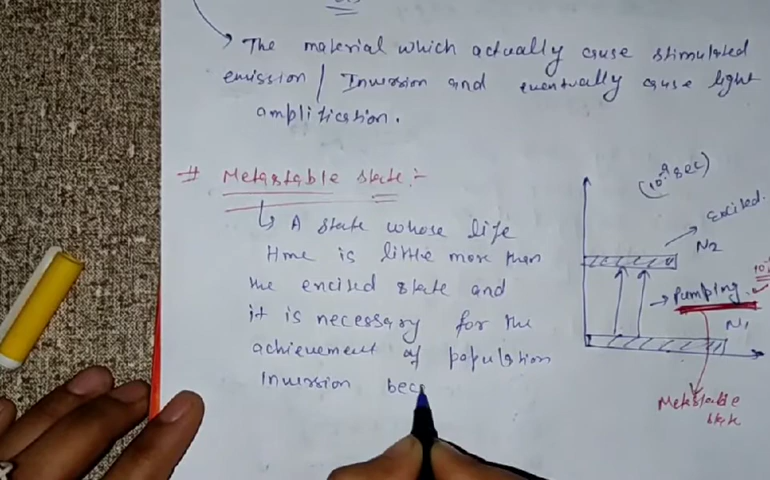 The material which actually cause stimulated
emission / Inversion and eventually cause light
amplification.
# Metastable state :-
A state whose life
time is little more than
the excited state and
it is necessary for the
achievement of population
Inversion bec
(10⁻⁹ sec)
Excited.
N2
Pumping.
N1
Metastable
state